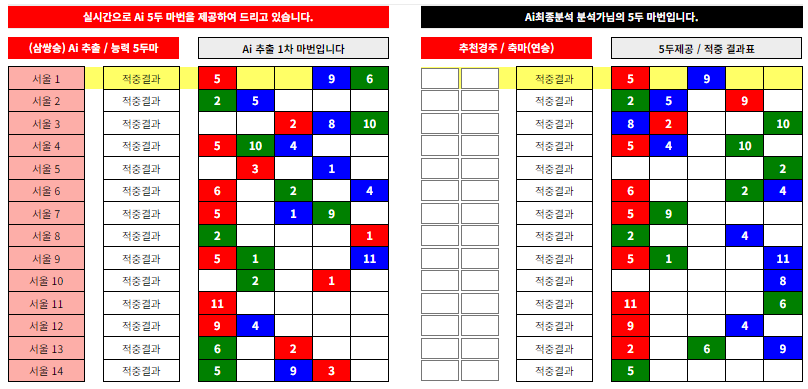 실시간으로 Ai 5두 마번을 제공하여 드리고 있습니다. Ai최종분석 분석가님의 5두 마번입니다.
(삼쌍승) Ai 추출 / 능력 5두마 Ai 추출 1차 마번입니다 추천경주 / 축마(연승) 5두제공 / 적중 결과표
서울 1 적중결과 5 9 6 적중결과 5 9
서울 2 적중결과 2 5 적중결과 2 5 9
서울 3 적중결과 2 8 10 적중결과 8 2 10
서울 4 적중결과 5 10 4 적중결과 5 4 10
서울 5 적중결과 3 1 적중결과 2
서울 6 적중결과 6 2 4 적중결과 6 2 4
서울 7 적중결과 5 1 9 적중결과 5 9
서울 8 적중결과 2 1 적중결과 2 4
서울 9 적중결과 5 1 11 적중결과 5 1 11
서울 10 적중결과 2 1 적중결과 8
서울 11 적중결과 11 적중결과 11 6
서울 12 적중결과 9 4 적중결과 9 4
서울 13 적중결과 6 2 적중결과 2 6 9
서울 14 적중결과 5 9 3 적중결과 5